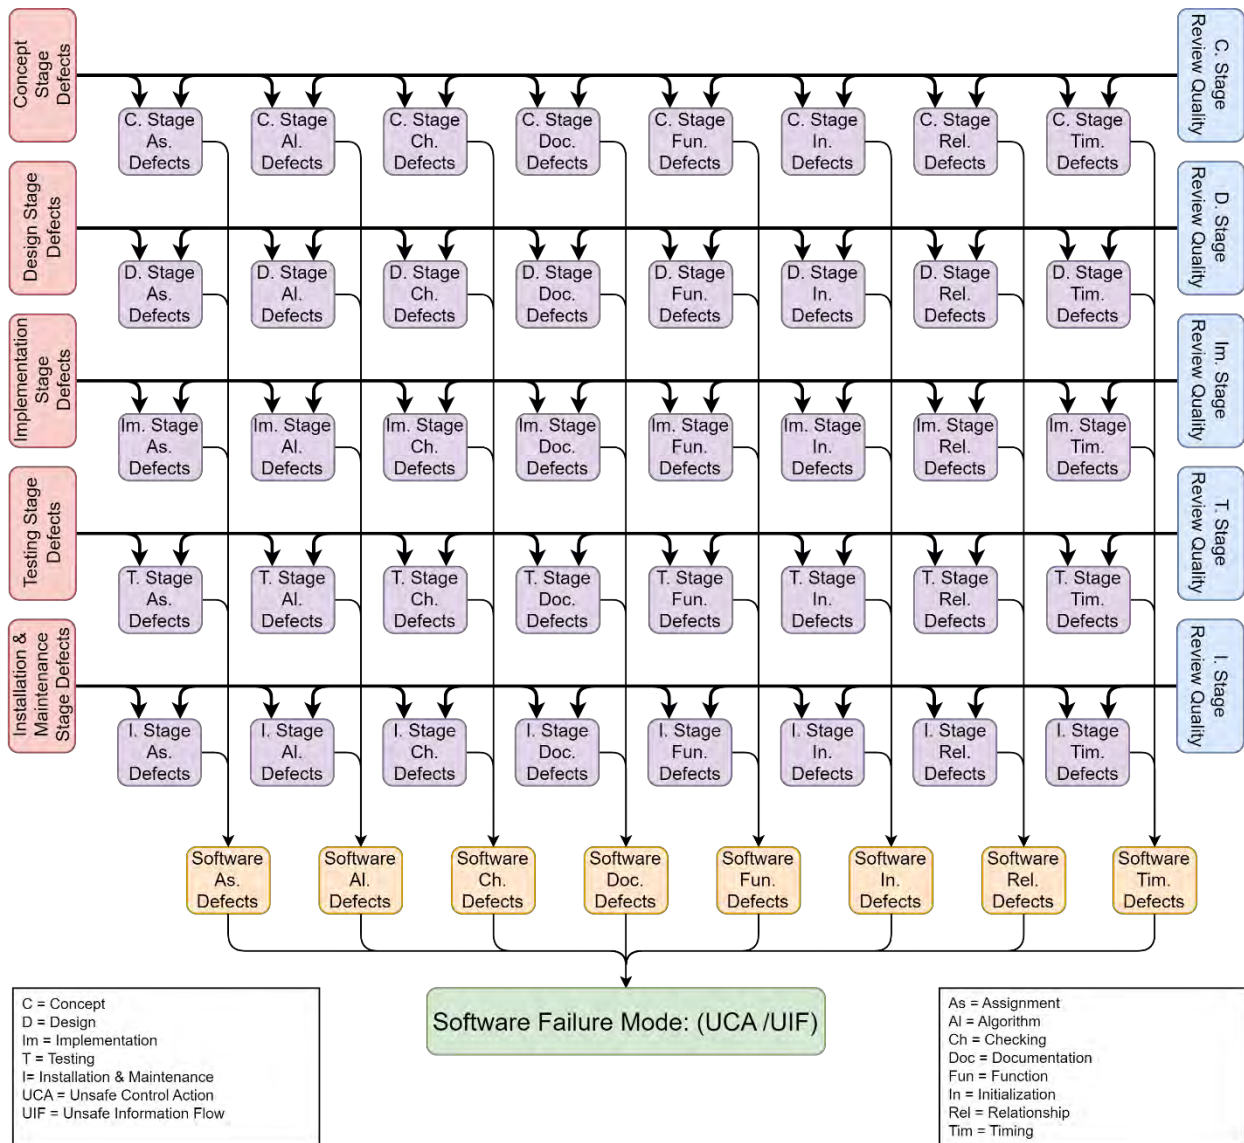 Concept
Stage
Defects
C. Stage
Review Quality
C. Stage
As.
Defects
C. Stage
Al.
Defects
C. Stage
Ch.
Defects
C. Stage
Doc.
Defects
C. Stage
Fun.
Defects
C. Stage
In.
Defects
C. Stage
Rel.
Defects
C. Stage
Tim.
Defects
Design Stage
Defects
D. Stage
Review Quality
D. Stage
As.
Defects
D. Stage
Al.
Defects
D. Stage
Ch.
Defects
D. Stage
Doc.
Defects
D. Stage
Fun.
Defects
D. Stage
In.
Defects
D. Stage
Rel.
Defects
D. Stage
Tim.
Defects
Implementation
Stage
Defects
Im. Stage
Review Quality
Im. Stage
As.
Defects
Im. Stage
Al.
Defects
Im. Stage
Ch.
Defects
Im. Stage
Doc.
Defects
Im. Stage
Fun.
Defects
Im. Stage
In.
Defects
Im. Stage
Rel.
Defects
Im. Stage
Tim.
Defects
Testing Stage
Defects
T. Stage
Review Quality
T. Stage
As.
Defects
T. Stage
Al.
Defects
T. Stage
Ch.
Defects
T. Stage
Doc.
Defects
T. Stage
Fun.
Defects
T. Stage
In.
Defects
T. Stage
Rel.
Defects
T. Stage
Tim.
Defects
Installation &
Maintenance
Stage Defects
I. Stage
Review Quality
I. Stage
As.
Defects
I. Stage
Al.
Defects
I. Stage
Ch.
Defects
I. Stage
Doc.
Defects
I. Stage
Fun.
Defects
I. Stage
In.
Defects
I. Stage
Rel.
Defects
I. Stage
Tim.
Defects
Software
As.
Defects
Software
Al.
Defects
Software
Ch.
Defects
Software
Doc.
Defects
Software
Fun.
Defects
Software
In.
Defects
Software
Rel.
Defects
Software
Tim.
Defects
Software Failure Mode: (UCA /UIF)
C = Concept
D = Design
Im = Implementation
T = Testing
I= Installation & Maintenance
UCA = Unsafe Control Action
UIF = Unsafe Information Flow
As = Assignment
Al = Algorithm
Ch = Checking
Doc = Documentation
Fun = Function
In = Initialization
Rel = Relationship
Tim = Timing